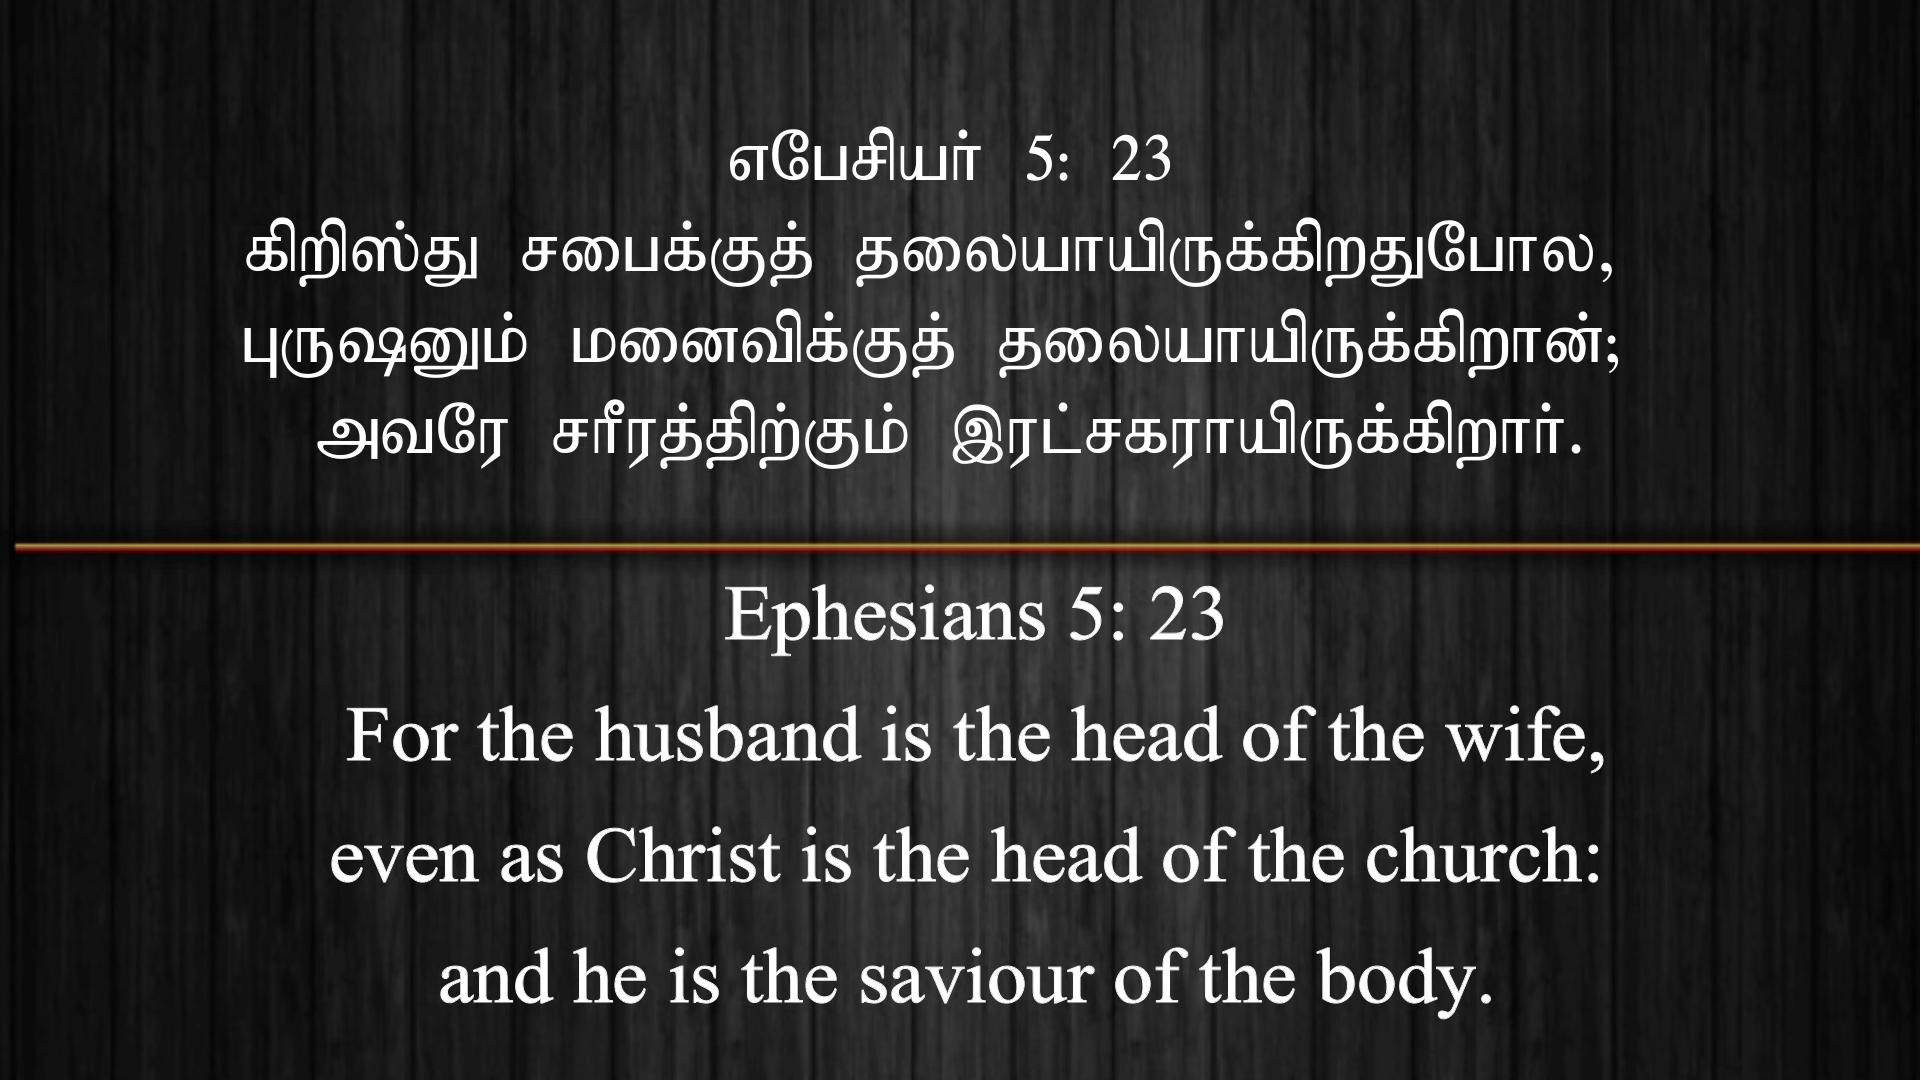 எபேசியர் 5: 23
கிறிஸ்து சபைக்குத் தலையாயிருக்கிறதுபோல,
புருஷனும் மனைவிக்குத் தலையாயிருக்கிறான்;
அவரே சரீரத்திற்கும் இரட்சகராயிருக்கிறார்.
Ephesians 5: 23
For the husband is the head of the wife,
even as Christ is the head of the church:
and he is the saviour of the body.